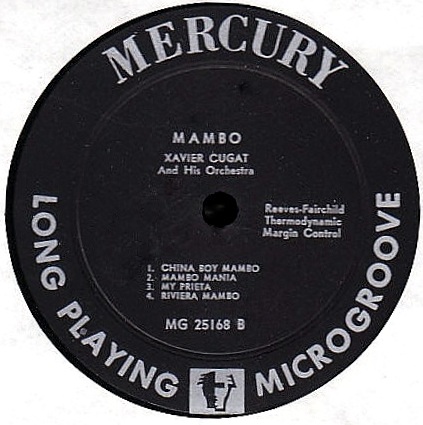 MERCURY
MAMBO
XAVIER CUGAT
And His Orchestra
Reeves-Fairchild
Thermodynamic
Margin Control
1. CHINA BOY MAMBO
2. MAMBO MANIA
3. MY PRIETA
4. RIVIERA MAMBO
MG 25168 B
LONG PLAYING MICROGROOVE